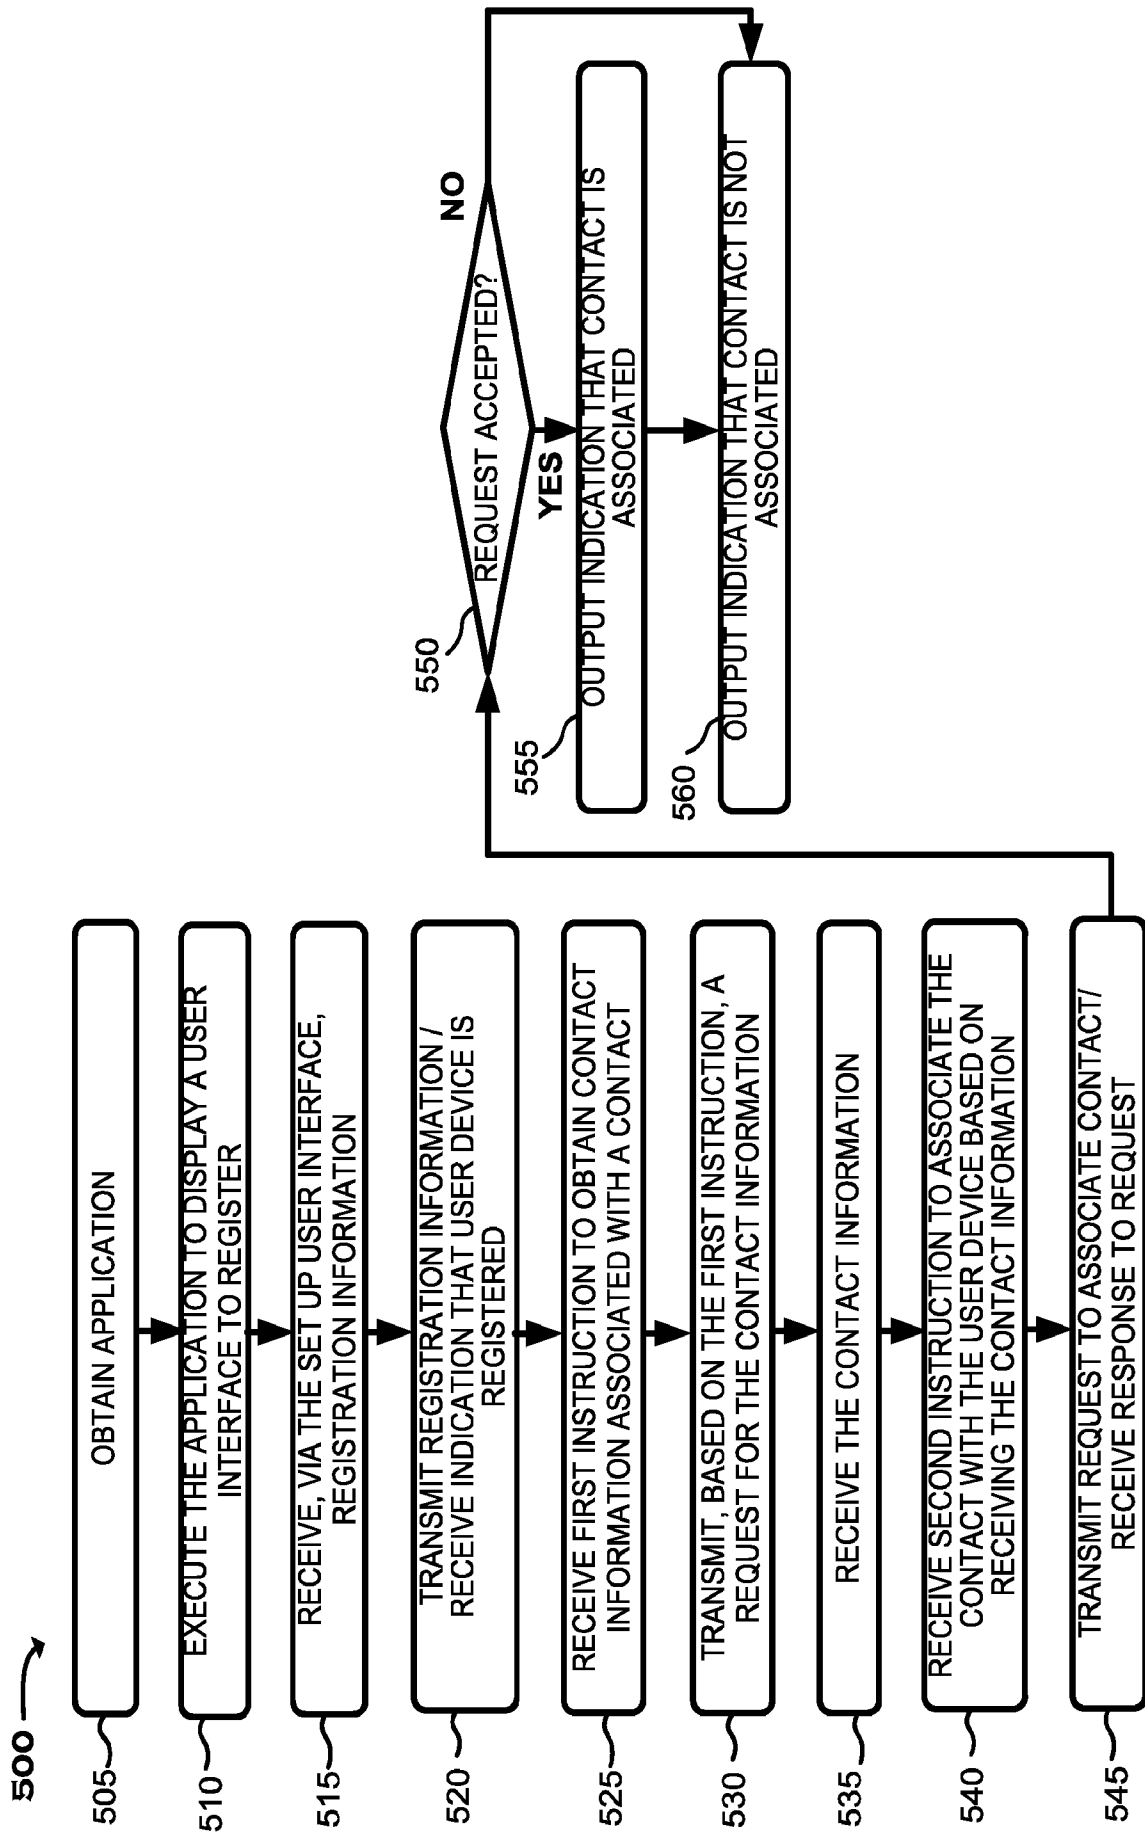 500
505
OBTAIN APPLICATION
510
EXECUTE THE APPLICATION TO DISPLAY A USER
INTERFACE TO REGISTER
515
RECEIVE, VIA THE SET UP USER INTERFACE,
REGISTRATION INFORMATION
520
TRANSMIT REGISTRATION INFORMATION /
RECEIVE INDICATION THAT USER DEVICE IS
REGISTERED
525
RECEIVE FIRST INSTRUCTION TO OBTAIN CONTACT
INFORMATION ASSOCIATED WITH A CONTACT
530
TRANSMIT, BASED ON THE FIRST INSTRUCTION, A
REQUEST FOR THE CONTACT INFORMATION
535
RECEIVE THE CONTACT INFORMATION
540
RECEIVE SECOND INSTRUCTION TO ASSOCIATE THE
CONTACT WITH THE USER DEVICE BASED ON
RECEIVING THE CONTACT INFORMATION
545
TRANSMIT REQUEST TO ASSOCIATE CONTACT/
RECEIVE RESPONSE TO REQUEST
550
REQUEST ACCEPTED?
NO
YES
555
OUTPUT INDICATION THAT CONTACT IS
ASSOCIATED
560
OUTPUT INDICATION THAT CONTACT IS NOT
ASSOCIATED